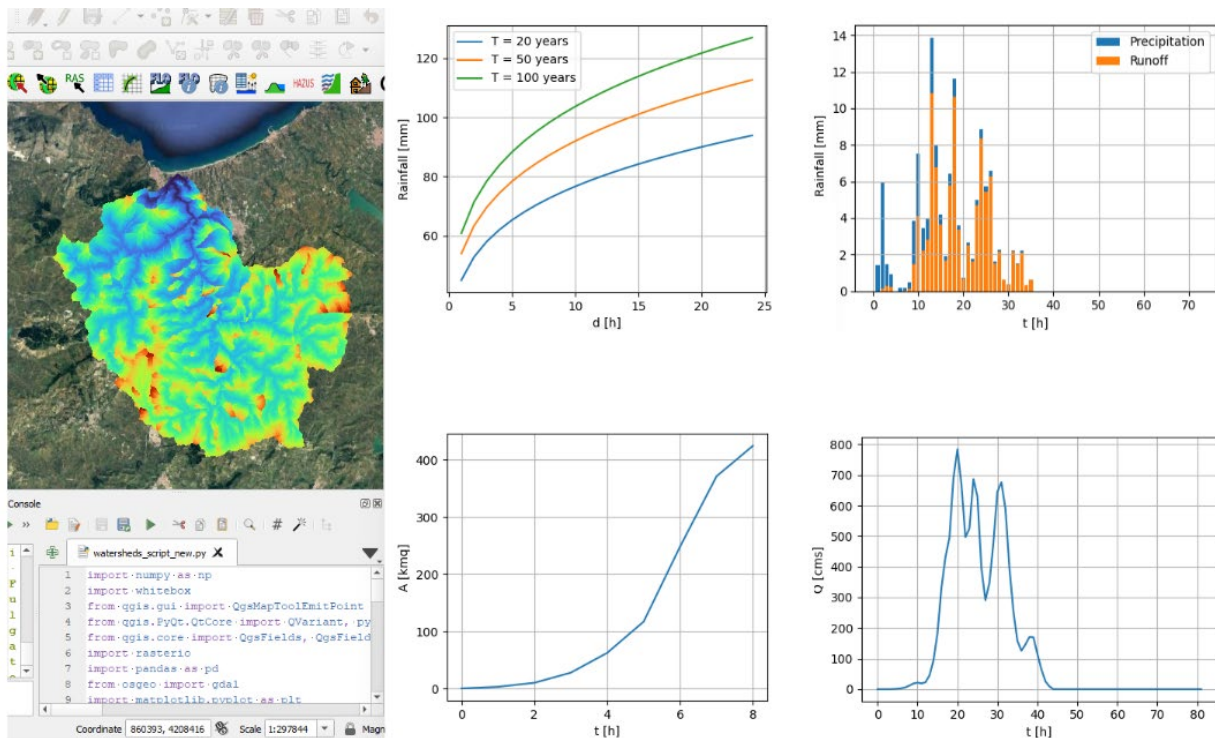 RAS
FLO
FLO
HAZUS
Console
watersheds_script_new.py
1 import numpy as np
2 import whitebox
3 from qgis.gui import QgsMapToolEmitPoint
4 from qgis.PyQt.QtCore import QVariant, py
5 from qgis.core import QgsFields, QgsField
6 import rasterio
7 import pandas as pd
8 from osgeo import gdal
9 import matplotlib.pyplot as plt
i
F
u
l
g
a
t
Coordinate 860393, 4208416 Scale 1:297844 Magn
T = 20 years
T = 50 years
T = 100 years
Rainfall [mm]
120
100
80
60
0 5 10 15 20 25
d [h]
Precipitation
Runoff
Rainfall [mm]
14
12
10
8
6
4
2
0
0 10 20 30 40 50 60 70
t [h]
A [kmq]
400
300
200
100
0
0 2 4 6 8
t [h]
Q [cms]
800
700
600
500
400
300
200
100
0
0 10 20 30 40 50 60 70 80
t [h]